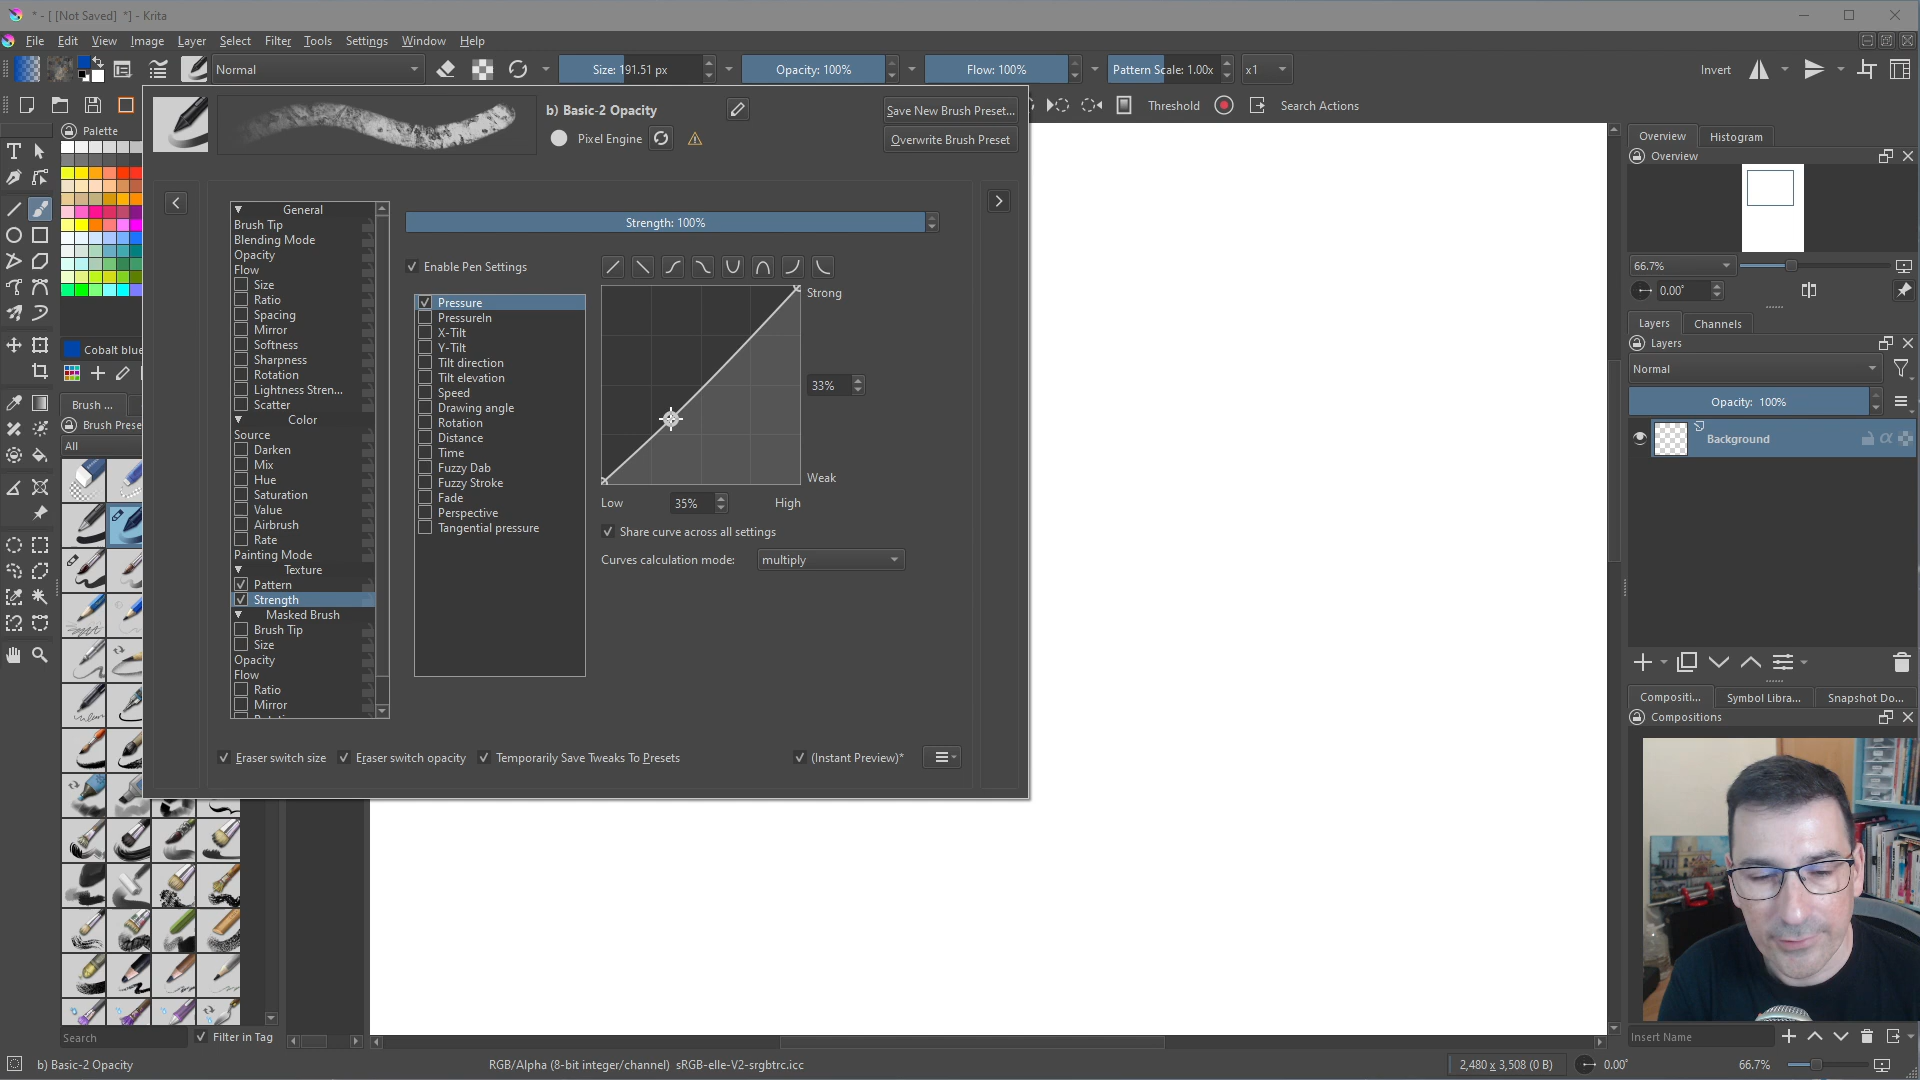 * - [ [Not Saved]  *] - Krita
File Edit View Image Layer Select Filter Tools Settings Window Help
Normal Size: 191.51 px Opacity: 100% Flow: 100% Pattern Scale: 1.00x x1 Invert
b) Basic-2 Opacity Save New Brush Preset... Threshold Search Actions
Pixel Engine Overwrite Brush Preset
Palette
Cobalt blue
Brush ...
Brush Prese
All
General
Brush Tip
Blending Mode
Opacity
Flow
Size
Ratio
Spacing
Mirror
Softness
Sharpness
Rotation
Lightness Stren...
Scatter
Color
Source
Darken
Mix
Hue
Saturation
Value
Airbrush
Rate
Painting Mode
Texture
Pattern
Strength
Masked Brush
Brush Tip
Size
Opacity
Flow
Ratio
Mirror
Strength: 100%
Enable Pen Settings
Pressure
PressureIn
X-Tilt
Y-Tilt
Tilt direction
Tilt elevation
Speed
Drawing angle
Rotation
Distance
Time
Fuzzy Dab
Fuzzy Stroke
Fade
Perspective
Tangential pressure
Strong
33%
Weak
Low 35% High
Share curve across all settings
Curves calculation mode: multiply
Eraser switch size Eraser switch opacity Temporarily Save Tweaks To Presets (Instant Preview)*
Overview Histogram
Overview
66.7%
0.00°
Layers Channels
Layers
Normal
Opacity: 100%
Background
Compositi... Symbol Libra... Snapshot Do...
Compositions
Insert Name
Search Filter in Tag
b) Basic-2 Opacity RGB/Alpha (8-bit integer/channel) sRGB-elle-V2-srgbtrc.icc 2,480 x 3,508 (0 B) 0.00° 66.7%